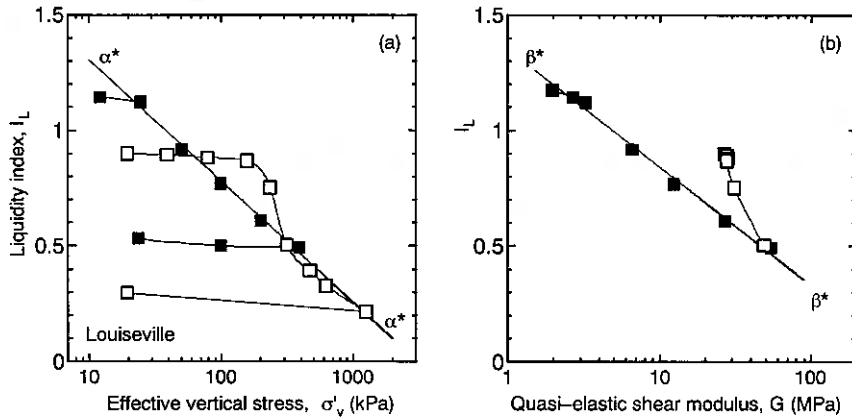 1.5
1
0.5
0
10
100
1000
Liquidity index, I_L
Effective vertical stress, σ'_v (kPa)
(a)
α*
α*
Louiseville
1.5
1
0.5
0
1
10
100
I_L
Quasi–elastic shear modulus, G (MPa)
(b)
β*
β*